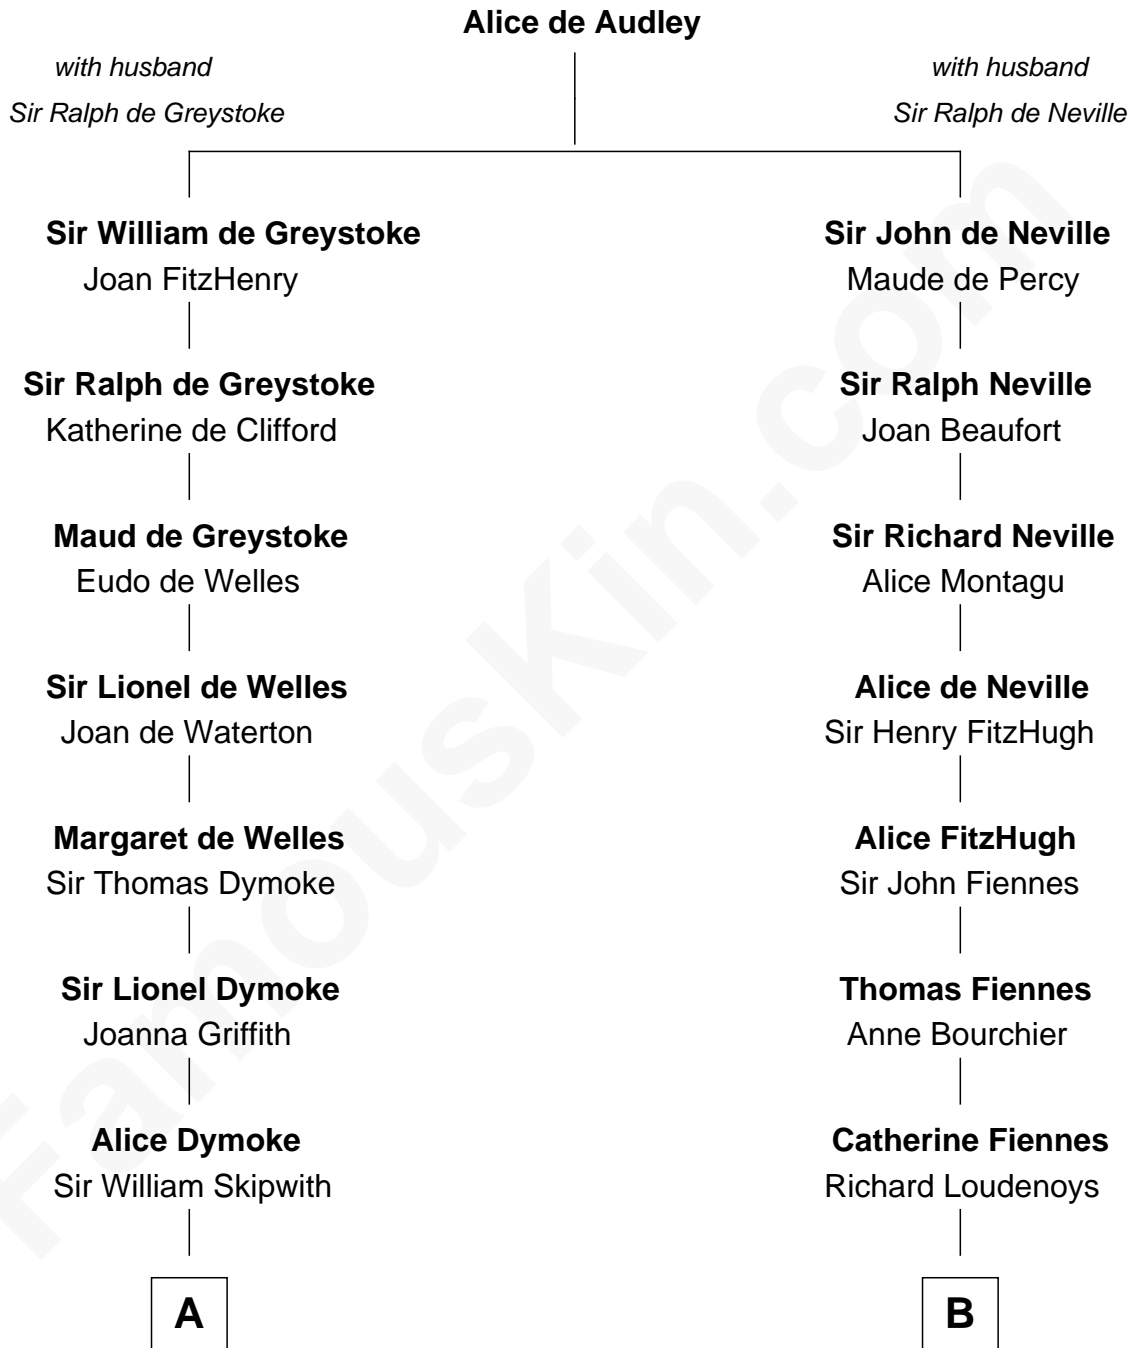 Alice de Audley
with husband
Sir Ralph de Greystoke
with husband
Sir Ralph de Neville
Sir William de Greystoke
Joan FitzHenry
Sir John de Neville
Maude de Percy
Sir Ralph de Greystoke
Katherine de Clifford
Sir Ralph Neville
Joan Beaufort
Maud de Greystoke
Eudo de Welles
Sir Richard Neville
Alice Montagu
Sir Lionel de Welles
Joan de Waterton
Alice de Neville
Sir Henry FitzHugh
Margaret de Welles
Sir Thomas Dymoke
Alice FitzHugh
Sir John Fiennes
Sir Lionel Dymoke
Joanna Griffith
Thomas Fiennes
Anne Bourchier
Alice Dymoke
Sir William Skipwith
Catherine Fiennes
Richard Loudenoys
A
B
FamousKin.com